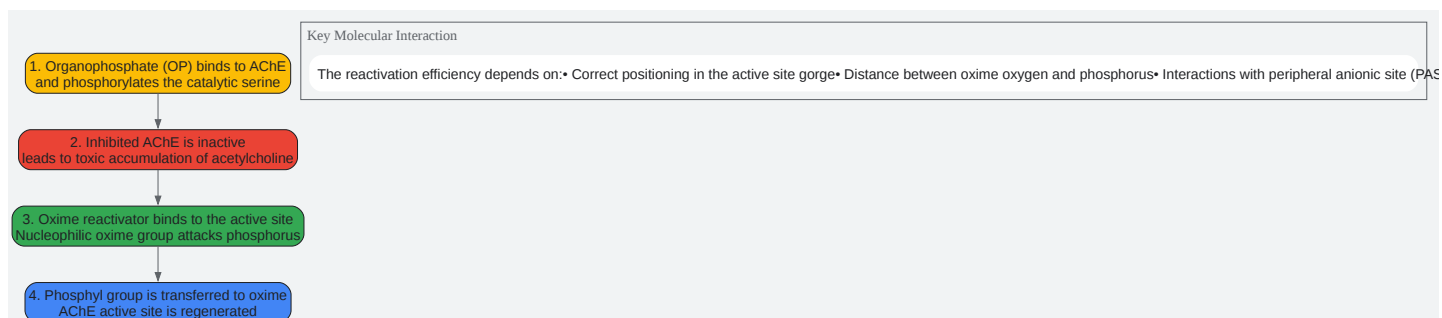 Key Molecular Interaction
The reactivation efficiency depends on:• Correct positioning in the active site gorge• Distance between oxime oxygen and phosphorus• Interactions with peripheral anionic site (PAS
1. Organophosphate (OP) binds to AChE
and phosphorylates the catalytic serine
2. Inhibited AChE is inactive
leads to toxic accumulation of acetylcholine
3. Oxime reactivator binds to the active site
Nucleophilic oxime group attacks phosphorus
4. Phosphyl group is transferred to oxime
AChE active site is regenerated